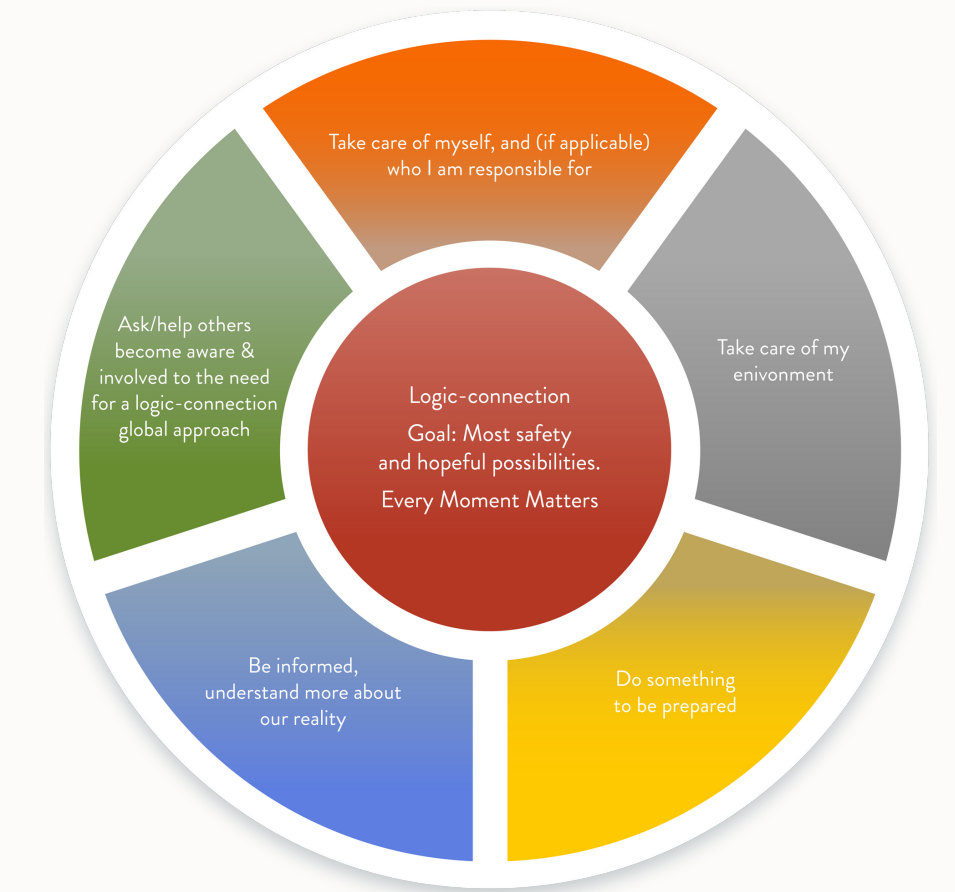 Take care of myself, and (if applicable)
who I am responsible for
Take care of my
enivonment
Do something
to be prepared
Be informed,
understand more about
our reality
Ask/help others
become aware &
involved to the need
for a logic-connection
global approach
Logic-connection
Goal: Most safety
and hopeful possibilities.
Every Moment Matters